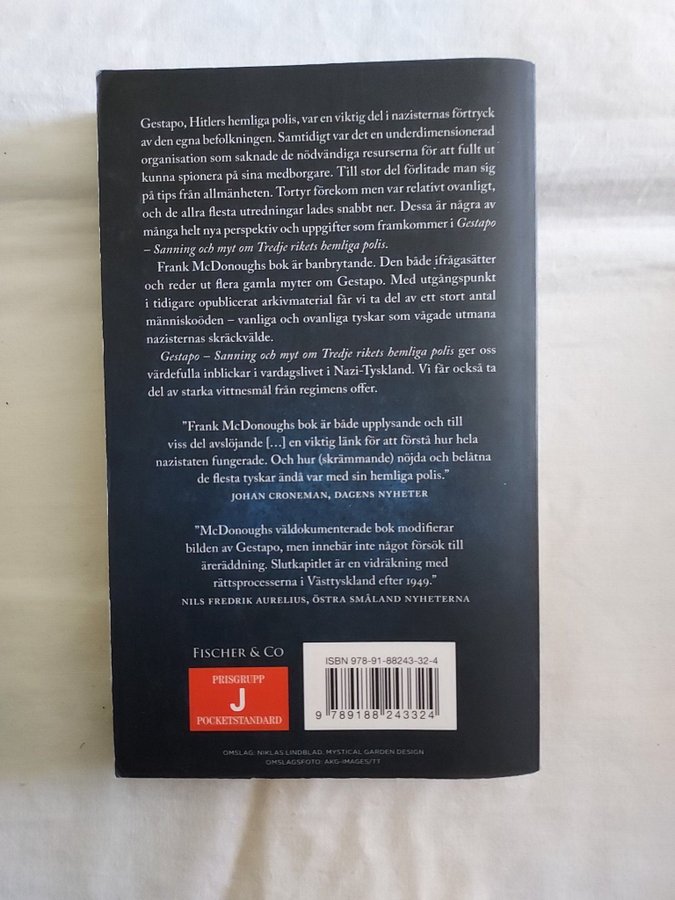 Gestapo, Hitlers hemliga polis, var en viktig del i nazisternas förtryck
av den egna befolkningen. Samtidigt var det en underdimensionerad
organisation som saknade de nödvändiga resurserna för att fullt ut
kunna spionera på sina medborgare. Till stor del förlitade man sig
på tips från allmänheten. Tortyr förekom men var relativt ovanligt,
och de allra flesta utredningar lades snabbt ner. Dessa är några av
många helt nya perspektiv och uppgifter som framkommer i Gestapo
– Sanning och myt om Tredje rikets hemliga polis.
Frank McDonoughs bok är banbrytande. Den både ifrågasätter
och reder ut flera gamla myter om Gestapo. Med utgångspunkt
i tidigare opublicerat arkivmaterial får vi ta del av ett stort antal
människoöden – vanliga och ovanliga tyskar som vågade utmana
nazisternas skräckvälde.
Gestapo – Sanning och myt om Tredje rikets hemliga polis ger oss
värdefulla inblickar i vardagslivet i Nazi-Tyskland. Vi får också ta
del av starka vittnesmål från regimens offer.
"Frank McDonoughs bok är både upplysande och till
viss del avslöjande [...] en viktig länk för att förstå hur hela
nazistaten fungerade. Och hur (skrämmande) nöjda och belåtna
de flesta tyskar ändå var med sin hemliga polis."
JOHAN CRONEMAN, DAGENS NYHETER
"McDonoughs väldokumenterade bok modifierar
bilden av Gestapo, men innebär inte något försök till
äreräddning. Slutkapitlet är en vidräkning med
rättsprocesserna i Västtyskland efter 1949."
NILS FREDRIK AURELIUS, ÖSTRA SMÅLAND NYHETERNA
FISCHER & CO
PRISGRUPP
J
POCKETSTANDARD
ISBN 978-91-88243-32-4
9 789188 243324
OMSLAG: NIKLAS LINDBLAD, MYSTICAL GARDEN DESIGN
OMSLAGSFOTO: AKG-IMAGES/TT